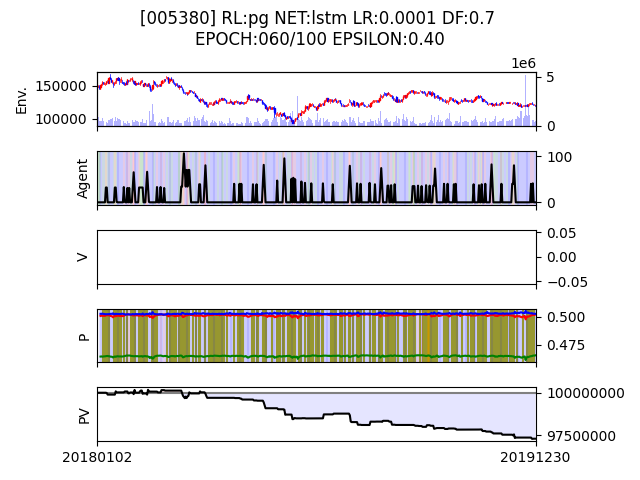 [005380] RL:pg NET:lstm LR:0.0001 DF:0.7
EPOCH:060/100 EPSILON:0.40
1e6
Env.
150000
100000
5
0
Agent
100
0
V
0.05
0.00
−0.05
P
0.500
0.475
PV
100000000
97500000
20180102
20191230